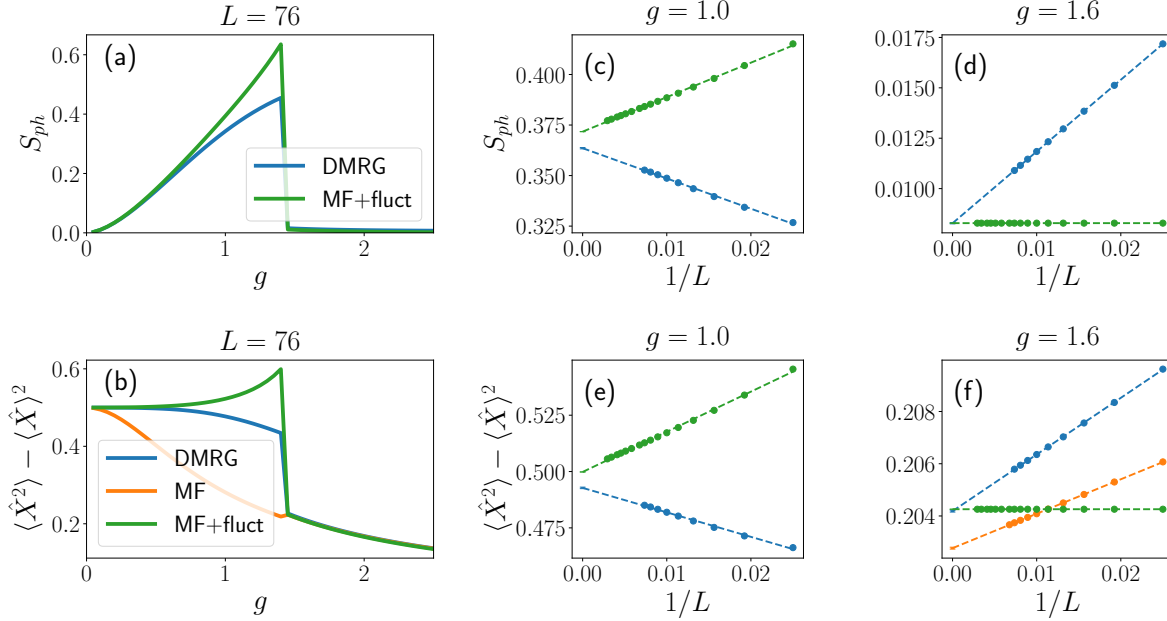 L = 76
(a)
S_{ph}
0.6
0.4
0.2
0.0
0
1
2
g
DMRG
MF+fluct
g = 1.0
(c)
S_{ph}
0.400
0.375
0.350
0.325
0.00
0.01
0.02
1/L
g = 1.6
(d)
0.0175
0.0150
0.0125
0.0100
0.00
0.01
0.02
1/L
L = 76
(b)
⟨X̂²⟩ − ⟨X̂⟩²
0.6
0.4
0.2
0
1
2
g
DMRG
MF
MF+fluct
g = 1.0
(e)
⟨X̂²⟩ − ⟨X̂⟩²
0.525
0.500
0.475
0.00
0.01
0.02
1/L
g = 1.6
(f)
0.208
0.206
0.204
0.00
0.01
0.02
1/L